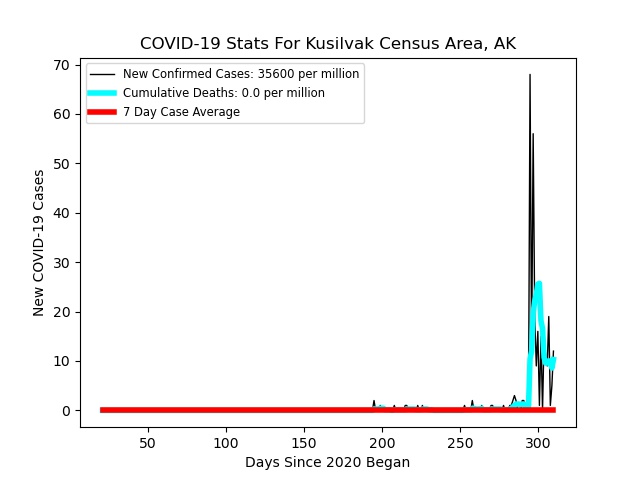 COVID-19 Stats For Kusilvak Census Area, AK
New Confirmed Cases: 35600 per million
Cumulative Deaths: 0.0 per million
7 Day Case Average
New COVID-19 Cases
70
60
50
40
30
20
10
0
50 100 150 200 250 300
Days Since 2020 Began